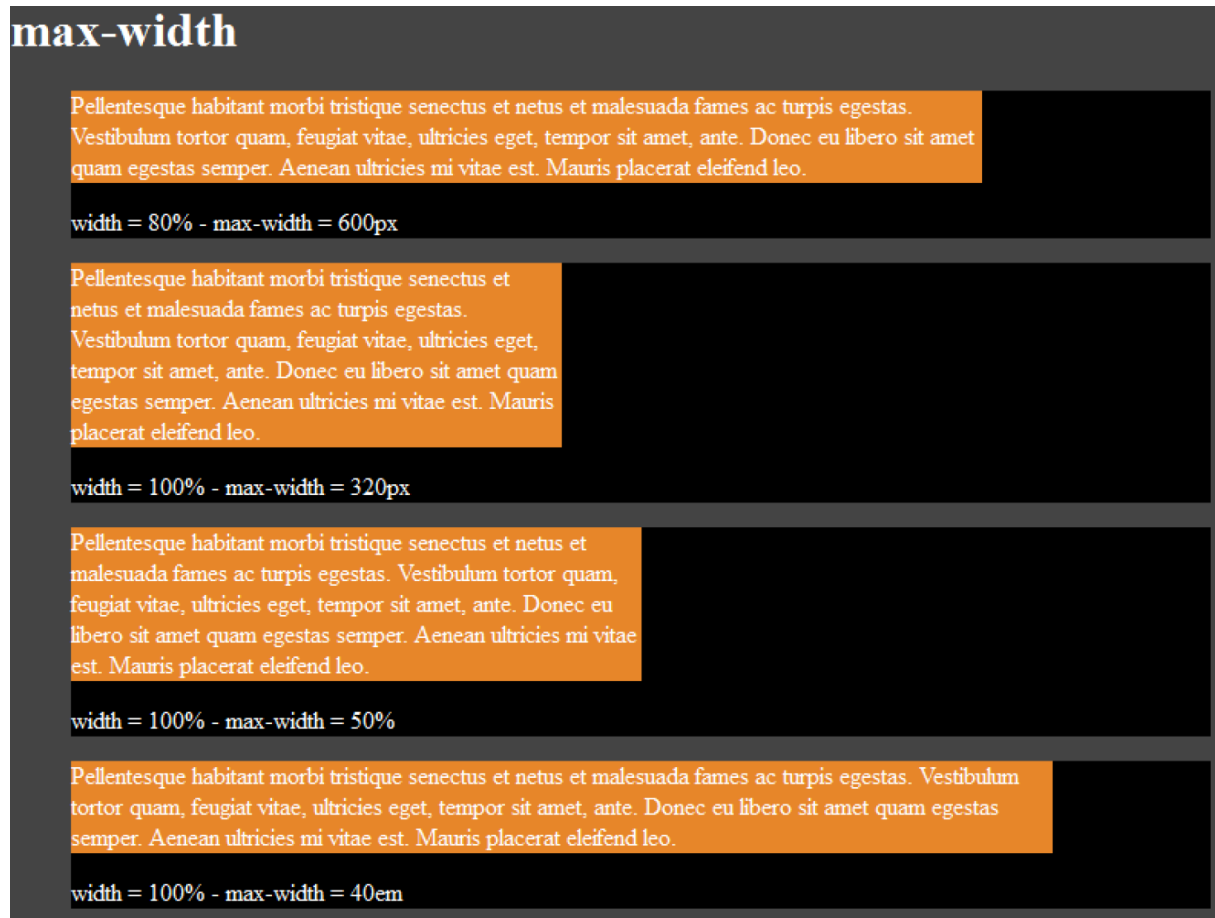 max-width
Pellentesque habitant morbi tristique senectus et netus et malesuada fames ac turpis egestas.
Vestibulum tortor quam, feugiat vitae, ultricies eget, tempor sit amet, ante. Donec eu libero sit amet
quam egestas semper. Aenean ultricies mi vitae est. Mauris placerat eleifend leo.
width = 80% - max-width = 600px
Pellentesque habitant morbi tristique senectus et
netus et malesuada fames ac turpis egestas.
Vestibulum tortor quam, feugiat vitae, ultricies eget,
tempor sit amet, ante. Donec eu libero sit amet quam
egestas semper. Aenean ultricies mi vitae est. Mauris
placerat eleifend leo.
width = 100% - max-width = 320px
Pellentesque habitant morbi tristique senectus et netus et
malesuada fames ac turpis egestas. Vestibulum tortor quam,
feugiat vitae, ultricies eget, tempor sit amet, ante. Donec eu
libero sit amet quam egestas semper. Aenean ultricies mi vitae
est. Mauris placerat eleifend leo.
width = 100% - max-width = 50%
Pellentesque habitant morbi tristique senectus et netus et malesuada fames ac turpis egestas. Vestibulum
tortor quam, feugiat vitae, ultricies eget, tempor sit amet, ante. Donec eu libero sit amet quam egestas
semper. Aenean ultricies mi vitae est. Mauris placerat eleifend leo.
width = 100% - max-width = 40em